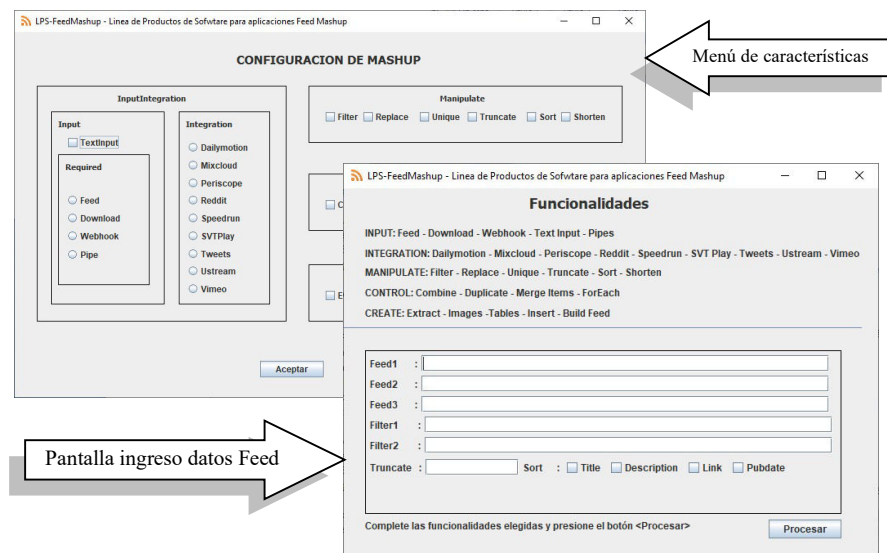 LPS-FeedMashup - Linea de Productos de Sofwtare para aplicaciones Feed Mashup
CONFIGURACION DE MASHUP
Menú de características
InputIntegration
Input
TextInput
Required
Feed
Download
Webhook
Pipe
Integration
Dailymotion
Mixcloud
Periscope
Reddit
Speedrun
SVTPlay
Tweets
Ustream
Vimeo
Manipulate
Filter Replace Unique Truncate Sort Shorten
C
E
Aceptar
LPS-FeedMashup - Linea de Productos de Sofwtare para aplicaciones Feed Mashup
Funcionalidades
INPUT: Feed - Download - Webhook - Text Input - Pipes
INTEGRATION: Dailymotion - Mixcloud - Periscope - Reddit - Speedrun - SVT Play - Tweets - Ustream - Vimeo
MANIPULATE: Filter - Replace - Unique - Truncate - Sort - Shorten
CONTROL: Combine - Duplicate - Merge Items - ForEach
CREATE: Extract - Images -Tables - Insert - Build Feed
Feed1 :
Feed2 :
Feed3 :
Filter1 :
Filter2 :
Truncate : Sort : Title Description Link Pubdate
Pantalla ingreso datos Feed
Complete las funcionalidades elegidas y presione el botón <Procesar>
Procesar